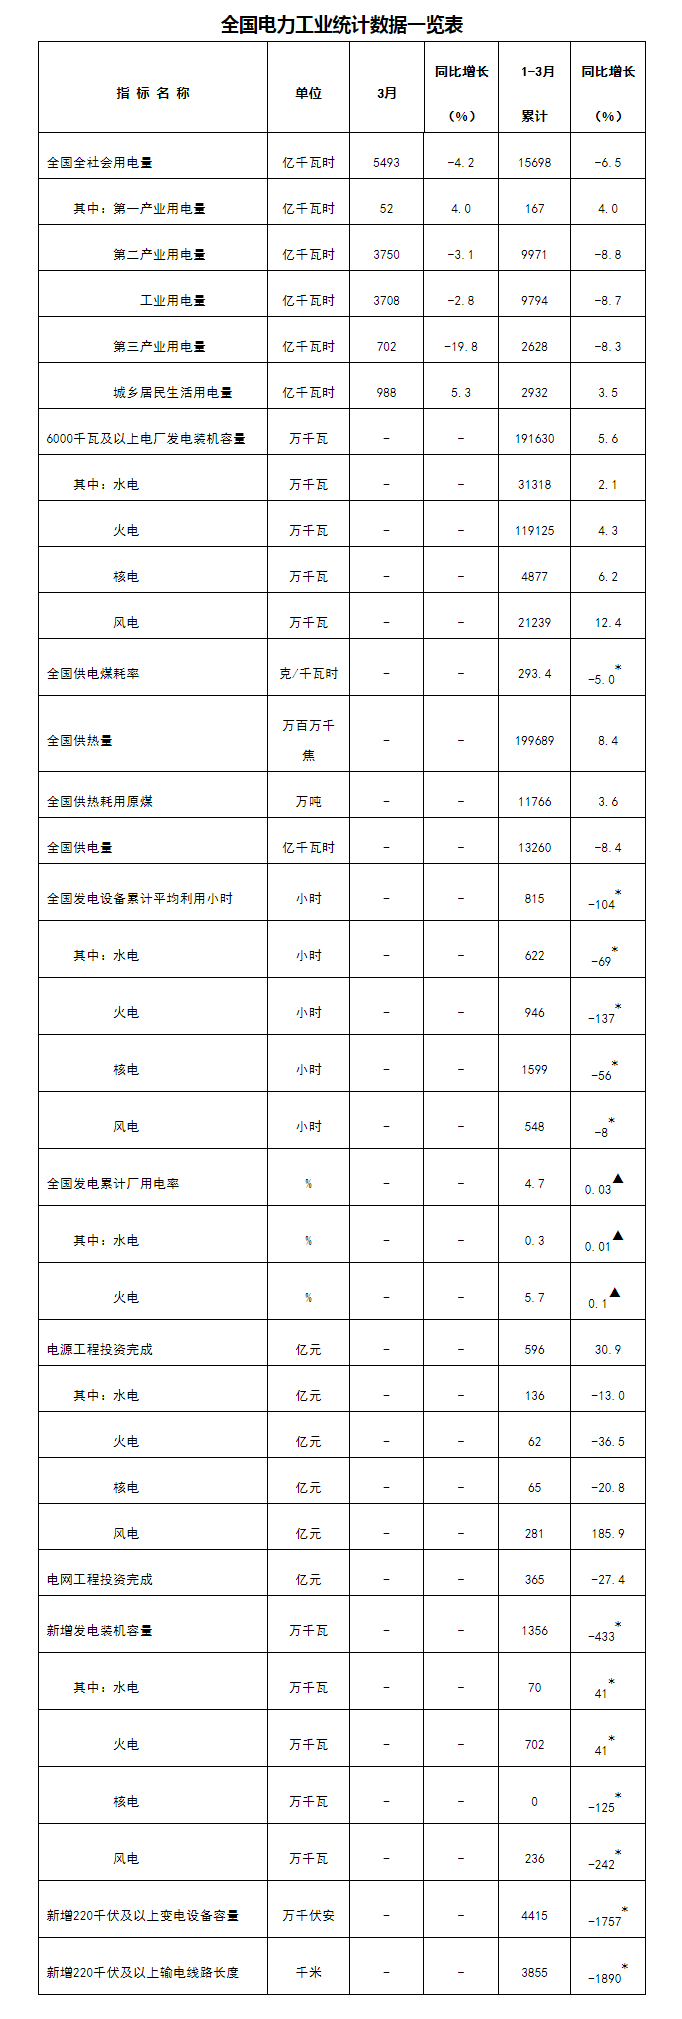 全国电力工业统计数据一览表
指 标 名 称 单位 3月 同比增长（%） 1-3月累计 同比增长（%）
全国全社会用电量 亿千瓦时 5493 -4.2 15698 -6.5
其中：第一产业用电量 亿千瓦时 52 4.0 167 4.0
第二产业用电量 亿千瓦时 3750 -3.1 9971 -8.8
工业用电量 亿千瓦时 3708 -2.8 9794 -8.7
第三产业用电量 亿千瓦时 702 -19.8 2628 -8.3
城乡居民生活用电量 亿千瓦时 988 5.3 2932 3.5
6000千瓦及以上电厂发电装机容量 万千瓦 - - 191630 5.6
其中：水电 万千瓦 - - 31318 2.1
火电 万千瓦 - - 119125 4.3
核电 万千瓦 - - 4877 6.2
风电 万千瓦 - - 21239 12.4
全国供电煤耗率 克/千瓦时 - - 293.4 -5.0*
全国供热量 万百万千焦 - - 199689 8.4
全国供热耗用原煤 万吨 - - 11766 3.6
全国供电量 亿千瓦时 - - 13260 -8.4
全国发电设备累计平均利用小时 小时 - - 815 -104*
其中：水电 小时 - - 622 -69*
火电 小时 - - 946 -137*
核电 小时 - - 1599 -56*
风电 小时 - - 548 -8*
全国发电累计厂用电率 % - - 4.7 0.03▲
其中：水电 % - - 0.3 0.01▲
火电 % - - 5.7 0.1▲
电源工程投资完成 亿元 - - 596 30.9
其中：水电 亿元 - - 136 -13.0
火电 亿元 - - 62 -36.5
核电 亿元 - - 65 -20.8
风电 亿元 - - 281 185.9
电网工程投资完成 亿元 - - 365 -27.4
新增发电装机容量 万千瓦 - - 1356 -433*
其中：水电 万千瓦 - - 70 41*
火电 万千瓦 - - 702 41*
核电 万千瓦 - - 0 -125*
风电 万千瓦 - - 236 -242*
新增220千伏及以上变电设备容量 万千伏安 - - 4415 -1757*
新增220千伏及以上输电线路长度 千米 - - 3855 -1890*